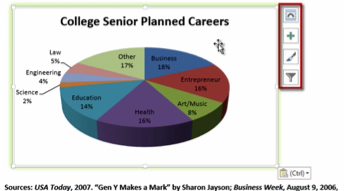 College Senior Planned Careers
Law
5%
Other
17%
Business
18%
Engineering
4%
Entrepreneur
16%
Science
2%
Education
14%
Art/Music
8%
Health
16%
(Ctrl)
Sources: USA Today, 2007. "Gen Y Makes a Mark" by Sharon Jayson; Business Week, August 9, 2006,